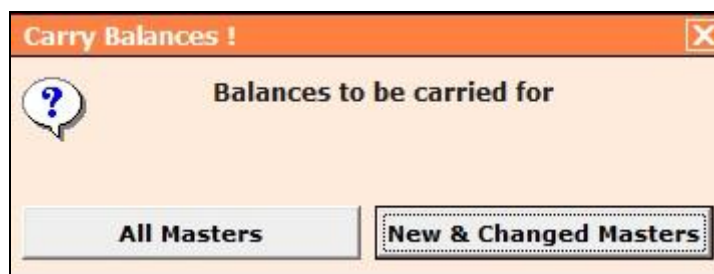 Carry Balances !
Balances to be carried for
All Masters
New & Changed Masters